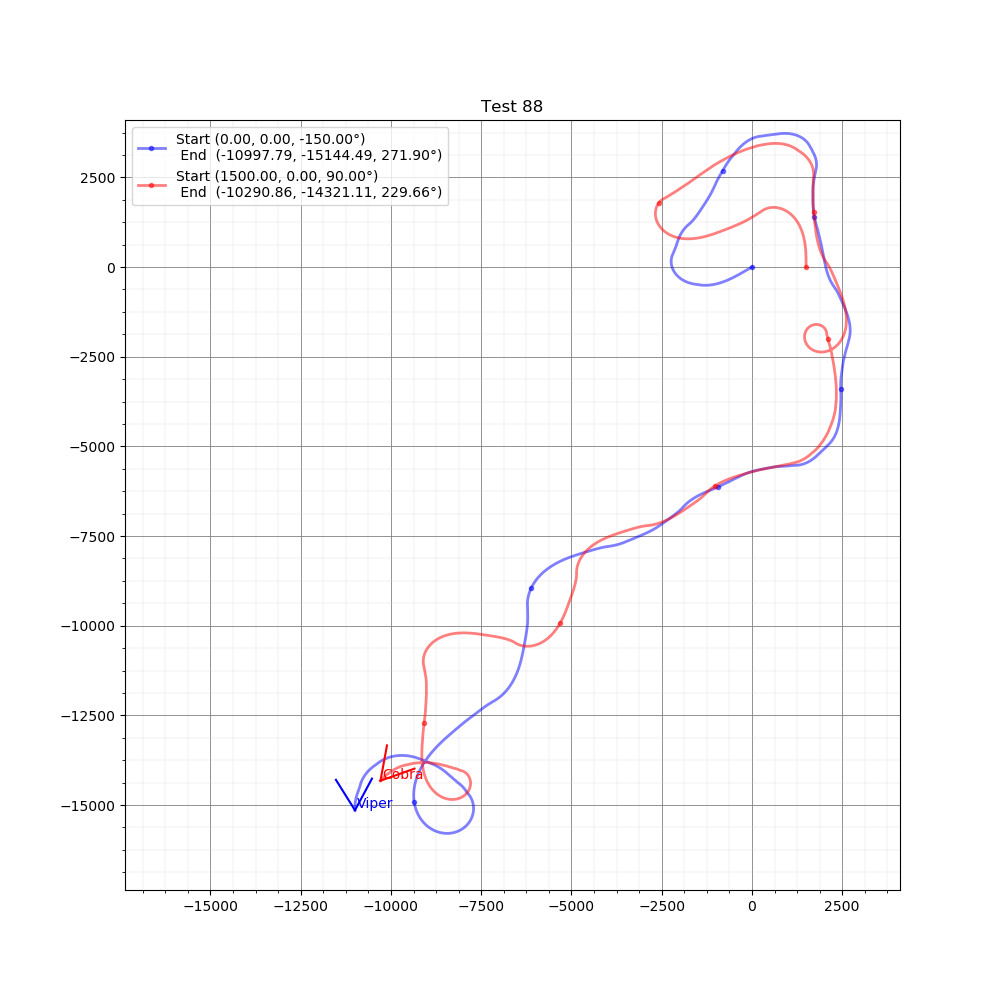 Test 88
Start (0.00, 0.00, -150.00°)
End (-10997.79, -15144.49, 271.90°)
Start (1500.00, 0.00, 90.00°)
End (-10290.86, -14321.11, 229.66°)
2500
0
−2500
−5000
−7500
−10000
−12500
−15000
Cobra
Viper
−15000 −12500 −10000 −7500 −5000 −2500 0 2500